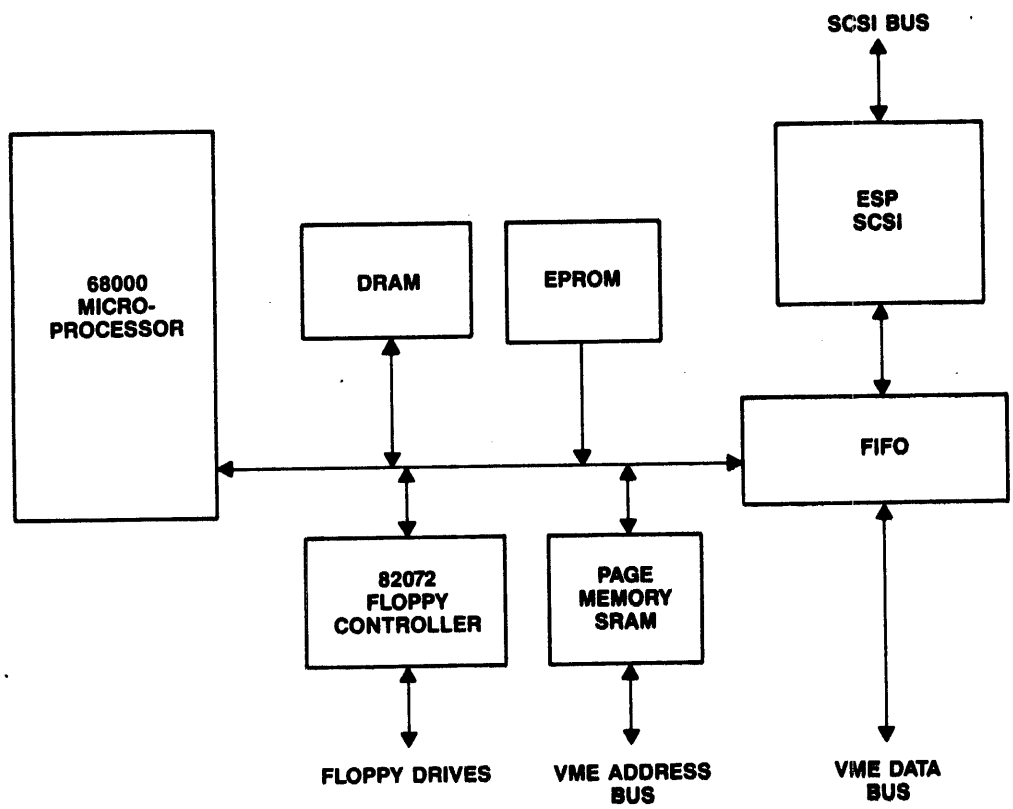 SCSI BUS
ESP
SCSI
68000
MICRO-
PROCESSOR
DRAM
EPROM
FIFO
82072
FLOPPY
CONTROLLER
PAGE
MEMORY
SRAM
FLOPPY DRIVES
VME ADDRESS
BUS
VME DATA
BUS